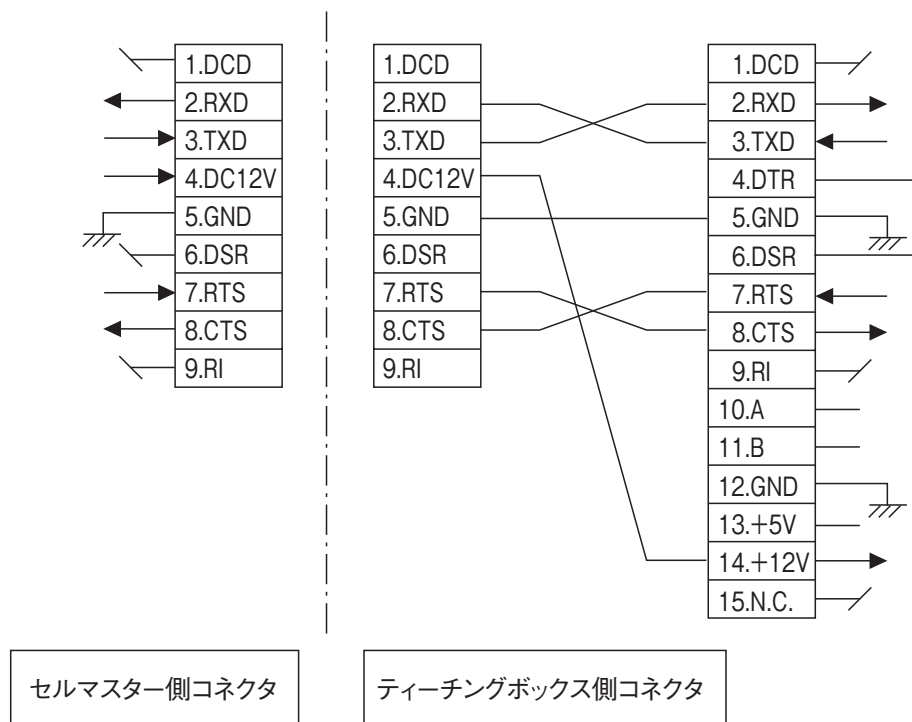 1.DCD
2.RXD
3.TXD
4.DC12V
5.GND
6.DSR
7.RTS
8.CTS
9.RI
1.DCD
2.RXD
3.TXD
4.DC12V
5.GND
6.DSR
7.RTS
8.CTS
9.RI
1.DCD
2.RXD
3.TXD
4.DTR
5.GND
6.DSR
7.RTS
8.CTS
9.RI
10.A
11.B
12.GND
13.+5V
14.+12V
15.N.C.
セルマスター側コネクタ
ティーチングボックス側コネクタ